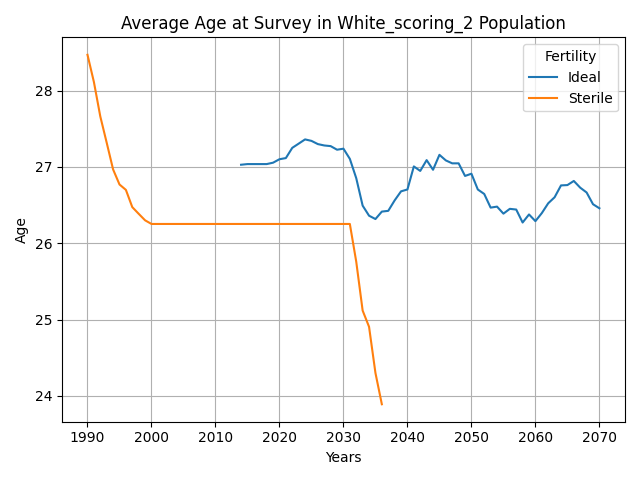 Average Age at Survey in White_scoring_2 Population
Fertility
Ideal
Sterile
28
27
26
25
24
Age
1990 2000 2010 2020 2030 2040 2050 2060 2070
Years